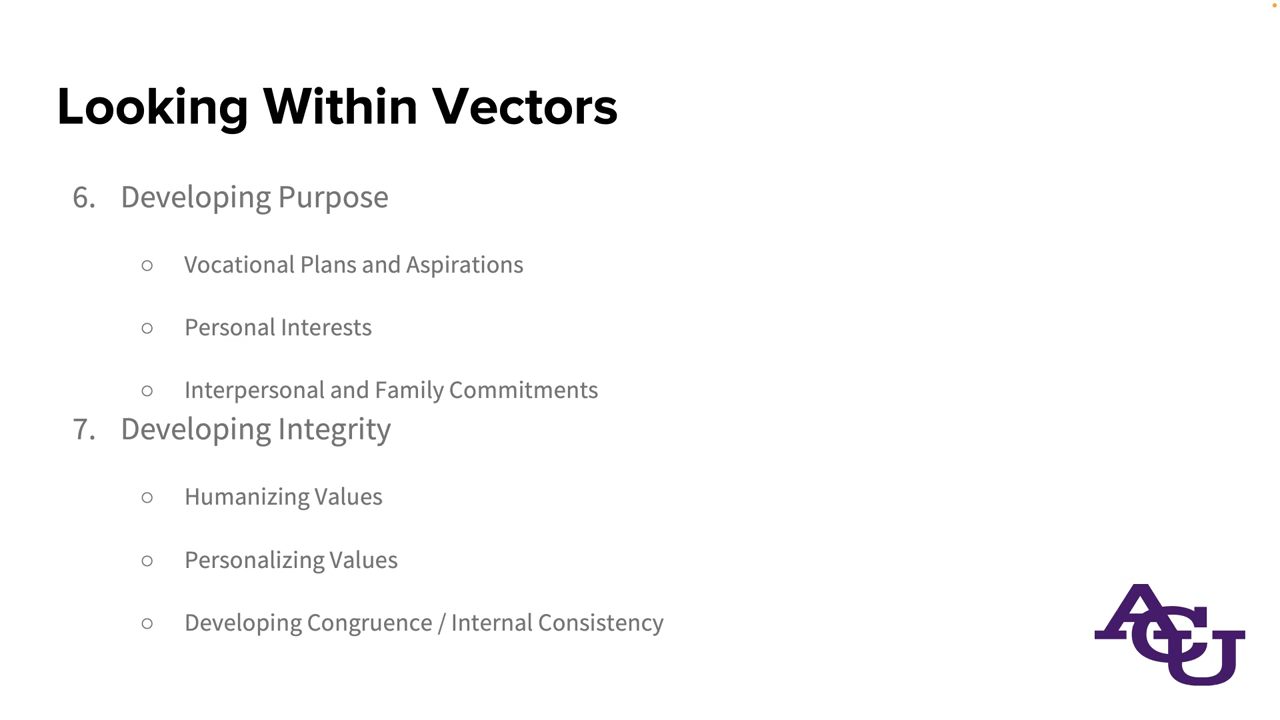 Looking Within Vectors
6. Developing Purpose
○ Vocational Plans and Aspirations
○ Personal Interests
○ Interpersonal and Family Commitments
7. Developing Integrity
○ Humanizing Values
○ Personalizing Values
○ Developing Congruence / Internal Consistency
ACU